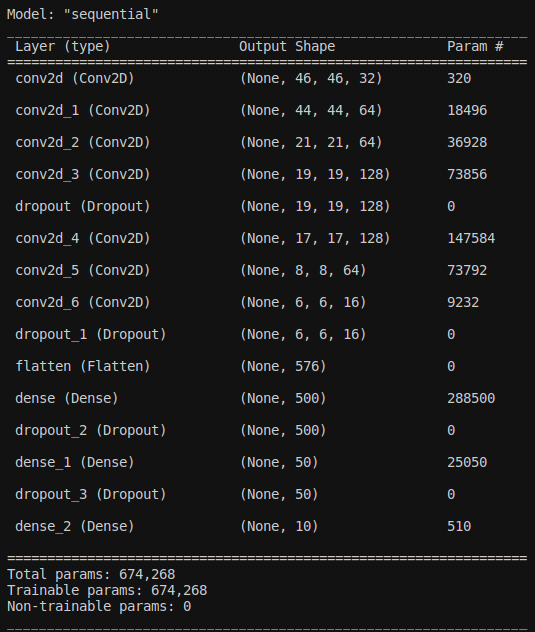 Model: "sequential"
_________________________________________________________________
Layer (type) Output Shape Param #
=================================================================
conv2d (Conv2D) (None, 46, 46, 32) 320
conv2d_1 (Conv2D) (None, 44, 44, 64) 18496
conv2d_2 (Conv2D) (None, 21, 21, 64) 36928
conv2d_3 (Conv2D) (None, 19, 19, 128) 73856
dropout (Dropout) (None, 19, 19, 128) 0
conv2d_4 (Conv2D) (None, 17, 17, 128) 147584
conv2d_5 (Conv2D) (None, 8, 8, 64) 73792
conv2d_6 (Conv2D) (None, 6, 6, 16) 9232
dropout_1 (Dropout) (None, 6, 6, 16) 0
flatten (Flatten) (None, 576) 0
dense (Dense) (None, 500) 288500
dropout_2 (Dropout) (None, 500) 0
dense_1 (Dense) (None, 50) 25050
dropout_3 (Dropout) (None, 50) 0
dense_2 (Dense) (None, 10) 510
=================================================================
Total params: 674,268
Trainable params: 674,268
Non-trainable params: 0
_________________________________________________________________